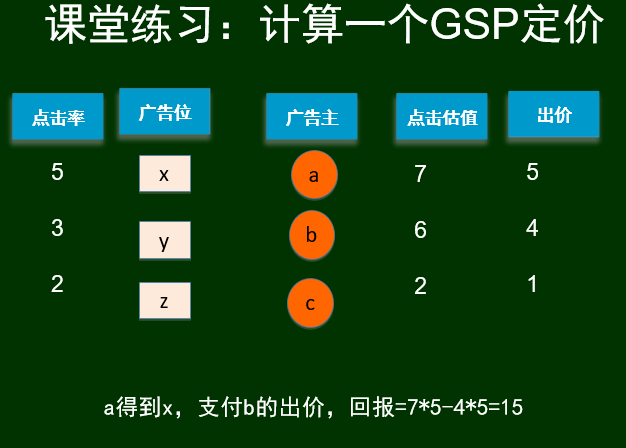 课堂练习：计算一个GSP定价
点击率 广告位 广告主 点击估值 出价
5 x a 7 5
3 y b 6 4
2 z c 2 1
a得到x，支付b的出价，回报=7*5-4*5=15